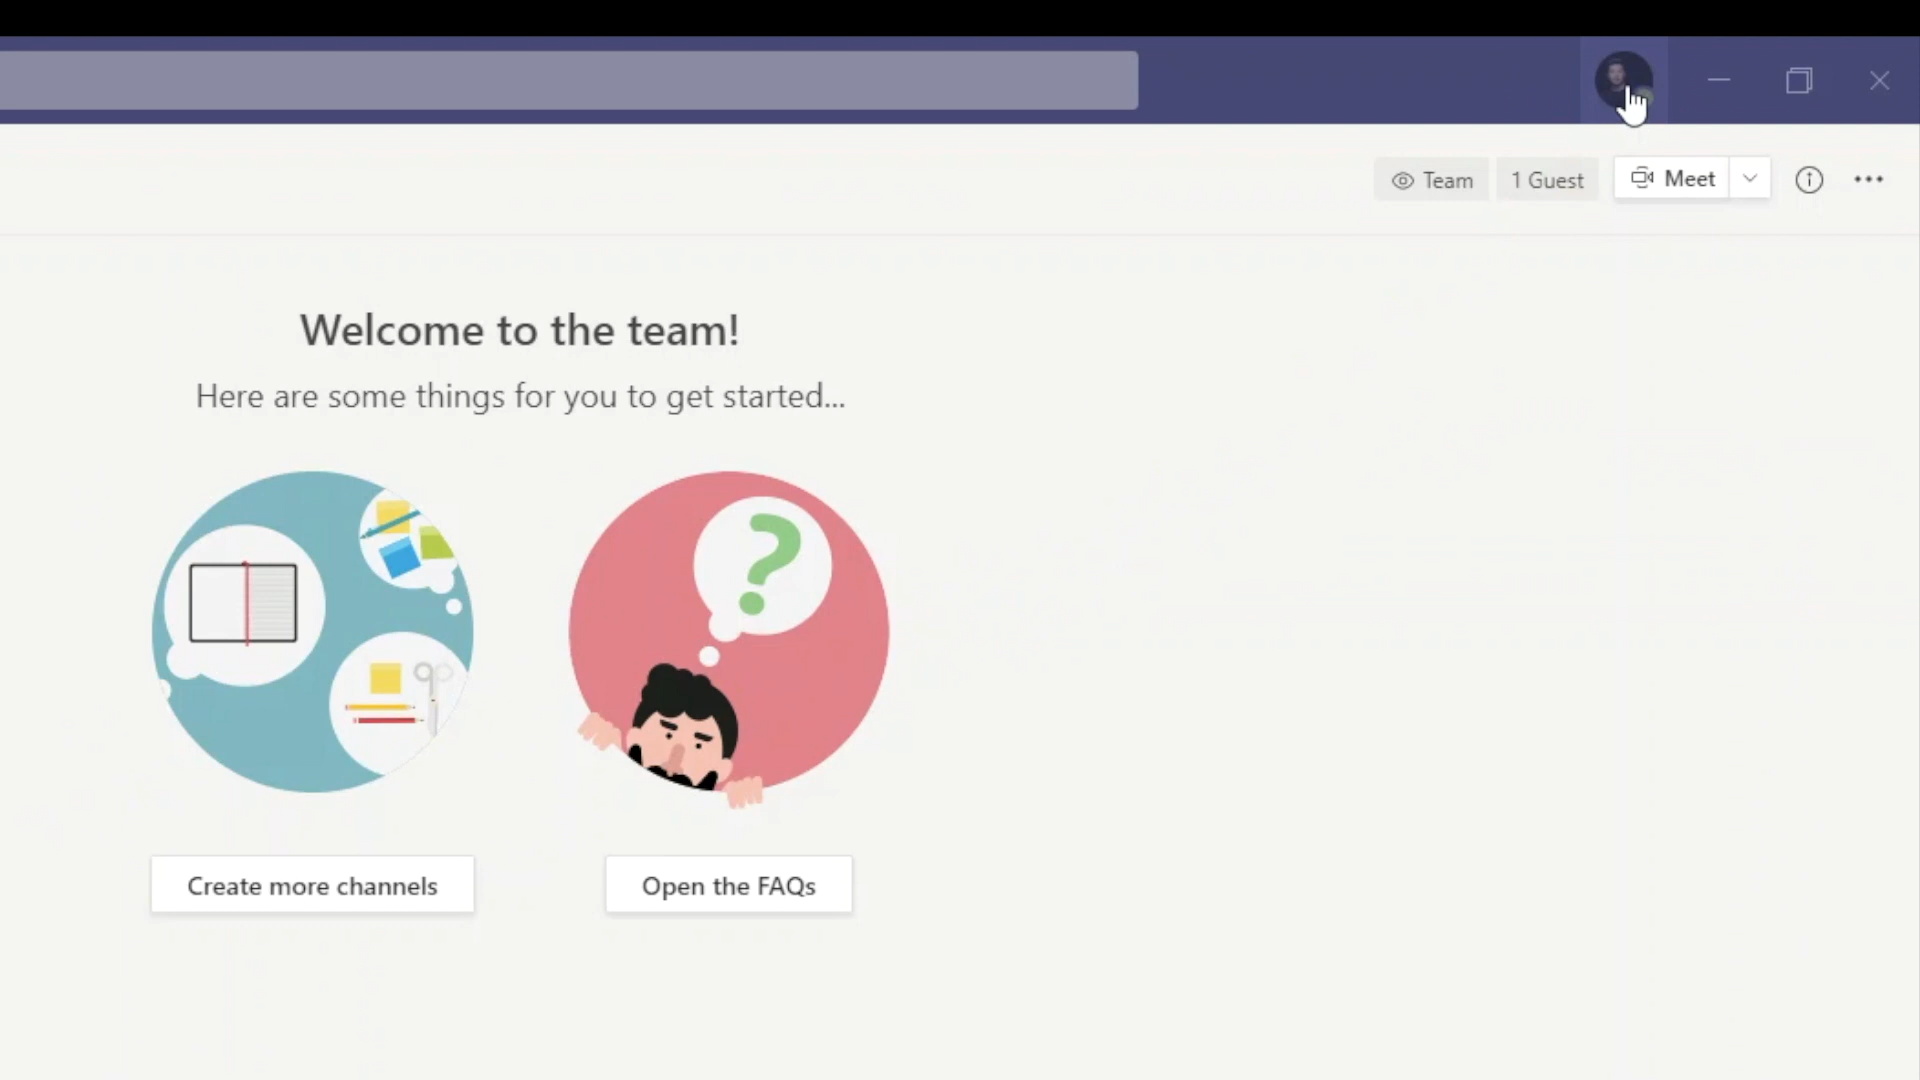 Team
1 Guest
Meet
Welcome to the team!
Here are some things for you to get started...
?
Create more channels
Open the FAQs